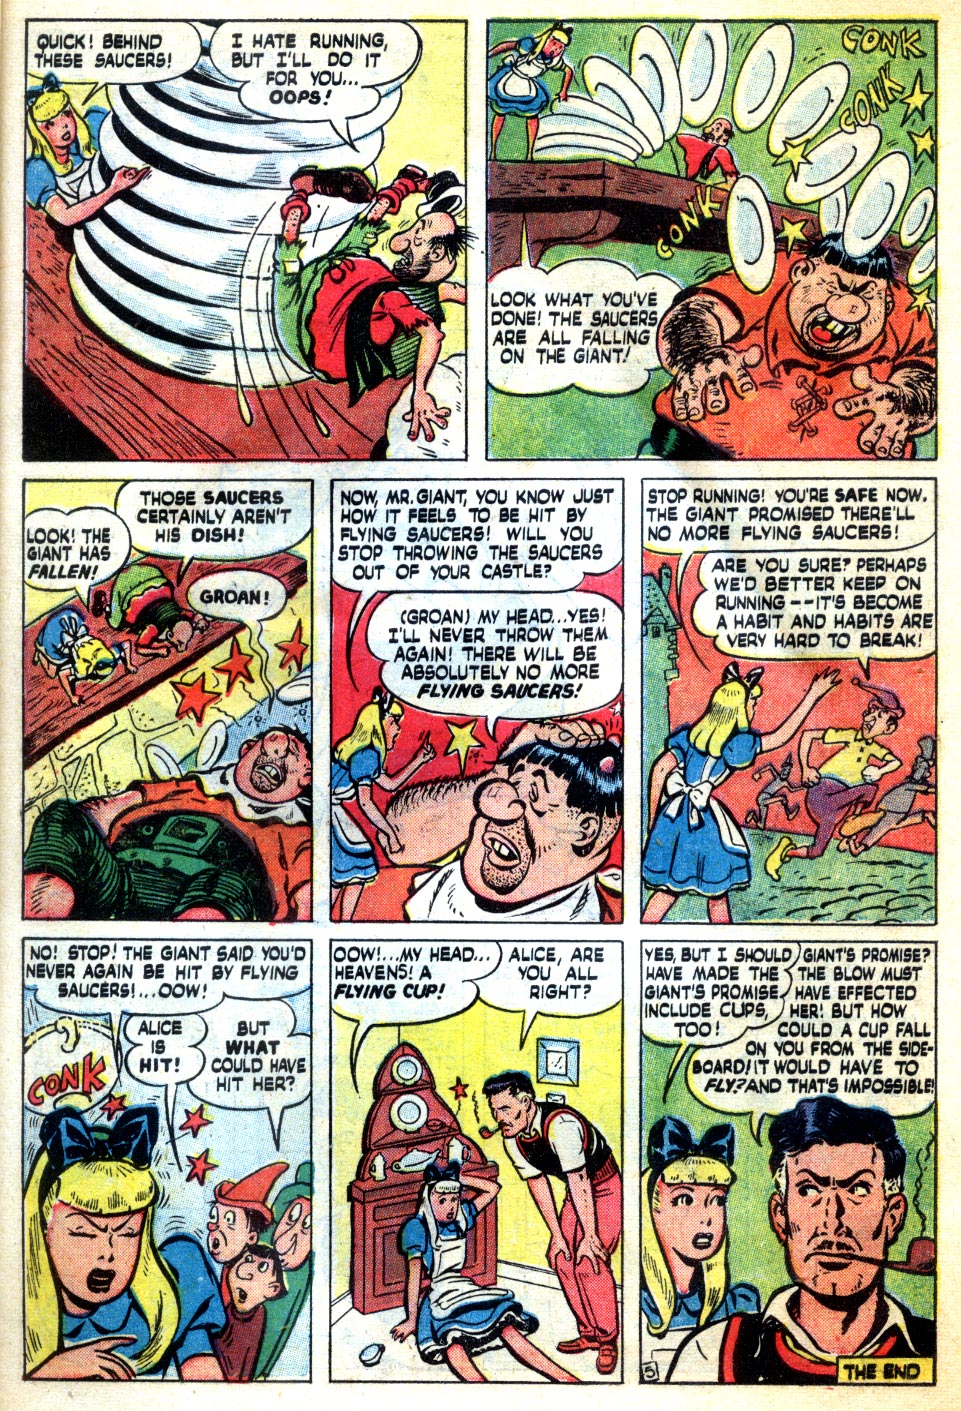 QUICK! BEHIND
THESE SAUCERS!
I HATE RUNNING,
BUT I'LL DO IT
FOR YOU...
OOPS!
CONK
CONK
CONK
LOOK WHAT YOU'VE
DONE! THE SAUCERS
ARE ALL FALLING
ON THE GIANT!
LOOK! THE
GIANT HAS
FALLEN!
THOSE SAUCERS
CERTAINLY AREN'T
HIS DISH!
GROAN!
NOW, MR. GIANT, YOU KNOW JUST
HOW IT FEELS TO BE HIT BY
FLYING SAUCERS! WILL YOU
STOP THROWING THE SAUCERS
OUT OF YOUR CASTLE?
(GROAN) MY HEAD...YES!
I'LL NEVER THROW THEM
AGAIN! THERE WILL BE
ABSOLUTELY NO MORE
FLYING SAUCERS!
STOP RUNNING! YOU'RE SAFE NOW.
THE GIANT PROMISED THERE'LL
NO MORE FLYING SAUCERS!
ARE YOU SURE? PERHAPS
WE'D BETTER KEEP ON
RUNNING -- IT'S BECOME
A HABIT AND HABITS ARE
VERY HARD TO BREAK!
NO! STOP! THE GIANT SAID YOU'D
NEVER AGAIN BE HIT BY FLYING
SAUCERS!...OOW!
CONK
ALICE
IS
HIT!
BUT
WHAT
COULD HAVE
HIT HER?
OOW!...MY HEAD...
HEAVENS! A
FLYING CUP!
ALICE, ARE
YOU ALL
RIGHT?
YES, BUT I SHOULD
HAVE MADE THE
GIANT'S PROMISE
INCLUDE CUPS,
TOO!
GIANT'S PROMISE?
THE BLOW MUST
HAVE EFFECTED
HER! BUT HOW
COULD A CUP FALL
ON YOU FROM THE SIDE-
BOARD? IT WOULD HAVE TO
FLY? AND THAT'S IMPOSSIBLE!
5
THE END